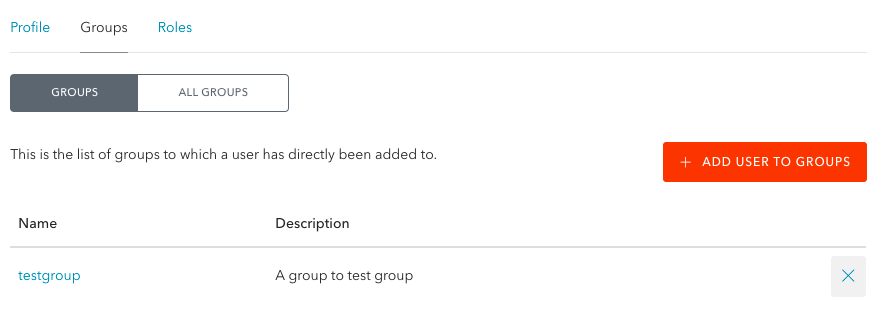 Profile Groups Roles
GROUPS ALL GROUPS
This is the list of groups to which a user has directly been added to.
+ ADD USER TO GROUPS
Name Description
testgroup A group to test group